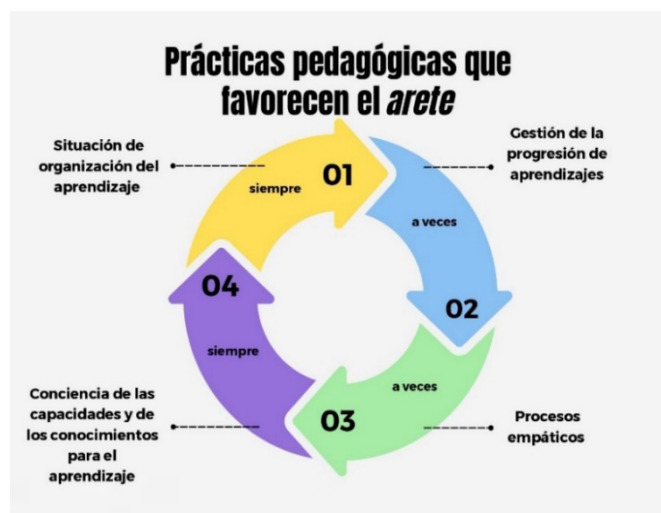 Prácticas pedagógicas que
favorecen el arete
Situación de
organización del
aprendizaje
siempre
01
Gestión de la
progresión de
aprendizajes
a veces
02
Procesos
empáticos
a veces
03
Conciencia de las
capacidades y de
los conocimientos
para el
aprendizaje
siempre
04